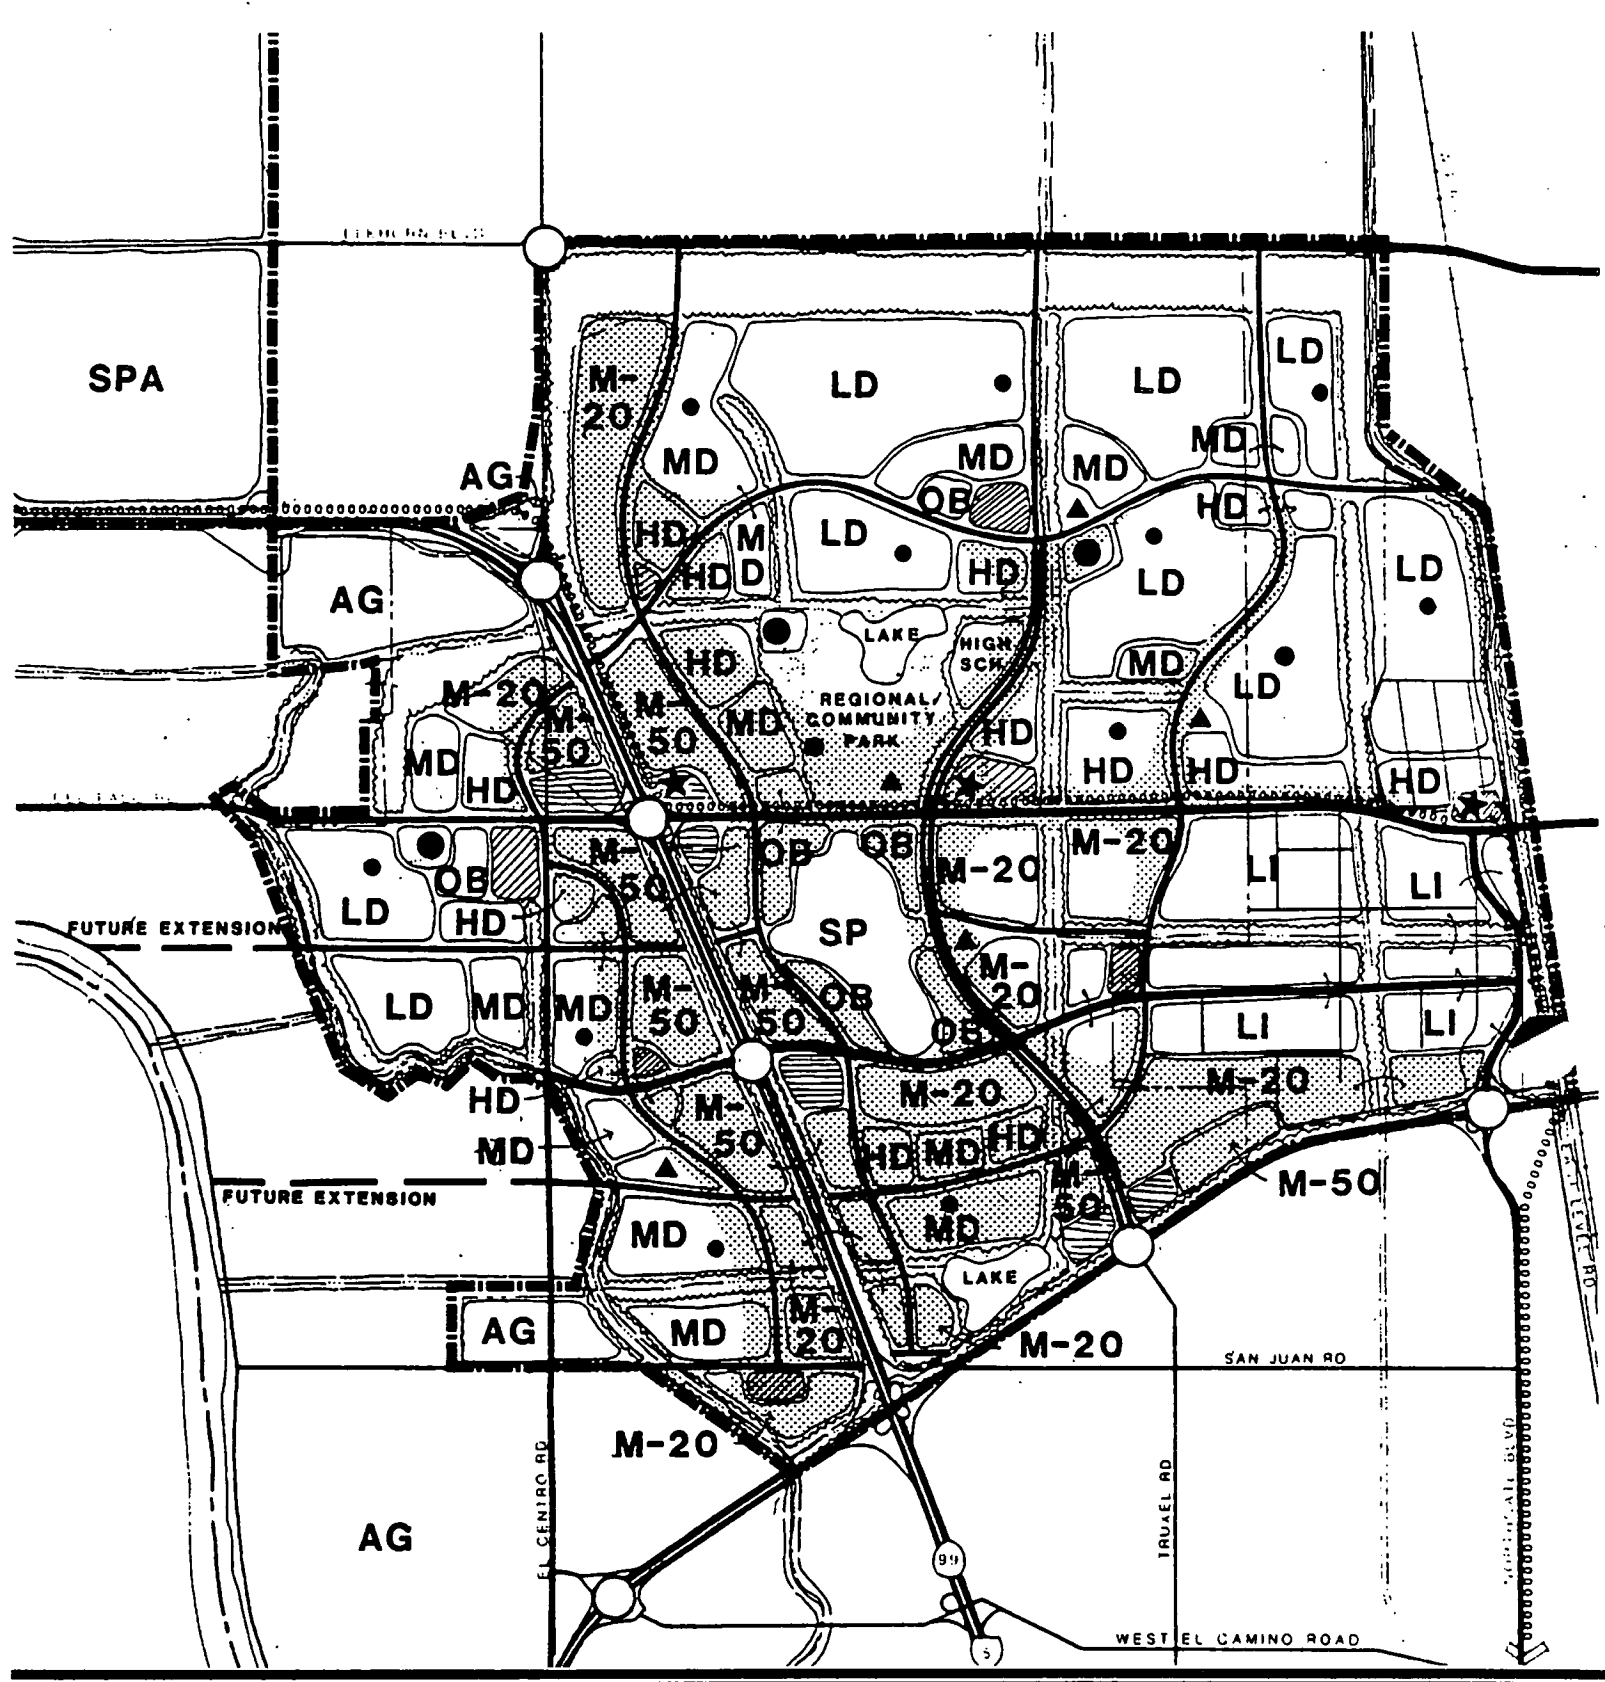 ELKHORN BLVD
SPA
M-
20
LD
LD
LD
MD
MD
MD
MD
AG
OB
HD
HD
M
D
HD
LD
HD
LD
LD
AG
LAKE
HIGH
SCH.
HD
MD
LD
REGIONAL/
COMMUNITY
PARK
M-20
M-
50
M-
50
MD
HD
MD
HD
HD
HD
HD
M-
50
OB
OB
M-20
M-20
LI
LI
OB
LD
HD
FUTURE EXTENSION
SP
M-
20
LD
MD
MD
M-
50
M-
50
OB
OB
LI
LI
HD
M-
50
M-20
M-20
MD
HD
MD
HD
M-
50
M-50
FUTURE EXTENSION
MD
MD
LAKE
AG
MD
M-
20
M-20
SAN JUAN RD
M-20
AG
EL CENTRO RD
TRUXEL RD
99
5
WEST EL CAMINO ROAD